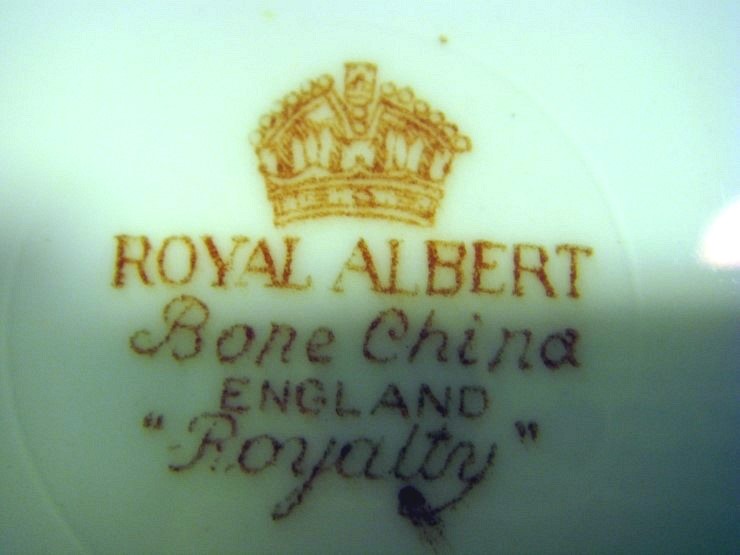 ROYAL ALBERT
Bone China
ENGLAND
"Royalty"